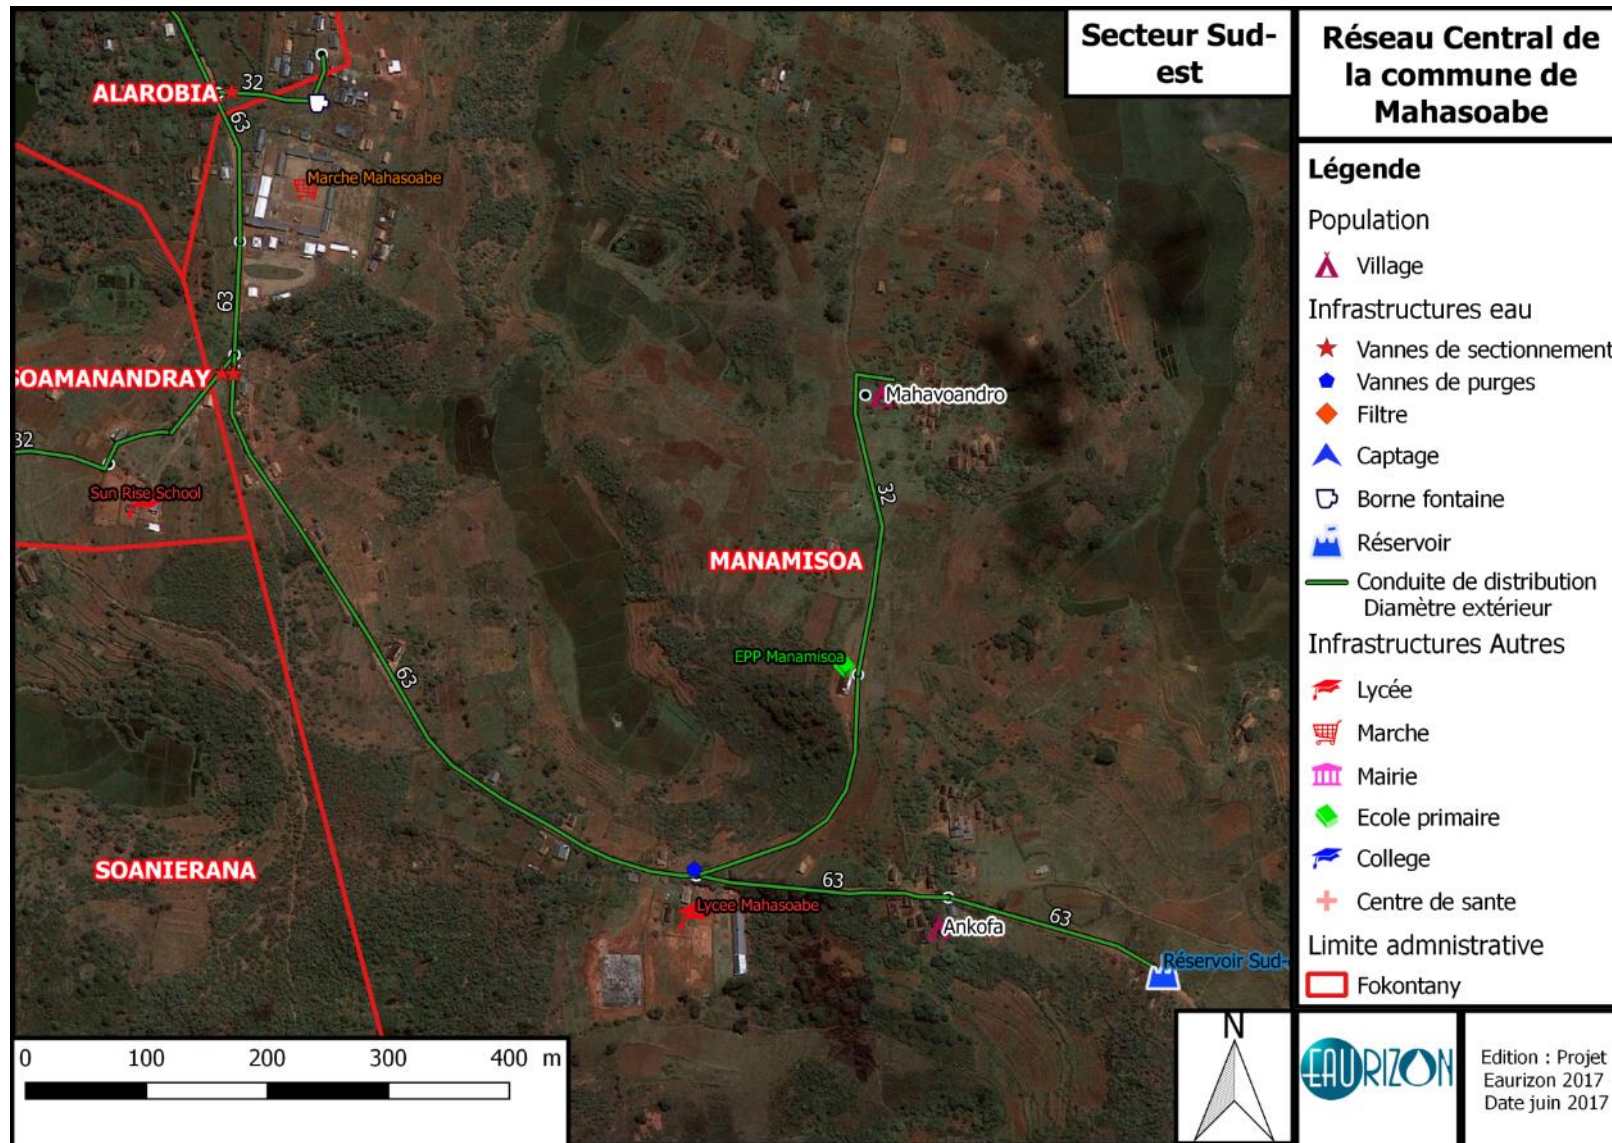 Secteur Sud-
est
Réseau Central de
la commune de
Mahasoabe
Légende
Population
Village
Infrastructures eau
Vannes de sectionnement
Vannes de purges
Filtre
Captage
Borne fontaine
Réservoir
Conduite de distribution
Diamètre extérieur
Infrastructures Autres
Lycée
Marche
Mairie
Ecole primaire
College
Centre de sante
Limite admnistrative
Fokontany
32
ALAROBIA
63
Marche Mahasoabe
63
SOAMANANDRAY
Mahavoandro
32
Sun Rise School
32
MANAMISOA
EPP Manamisoa
63
SOANIERANA
63
Lycee Mahasoabe
63
Ankofa
Réservoir Sud-
0 100 200 300 400 m
N
EAURIZON
Edition : Projet
Eaurizon 2017
Date juin 2017